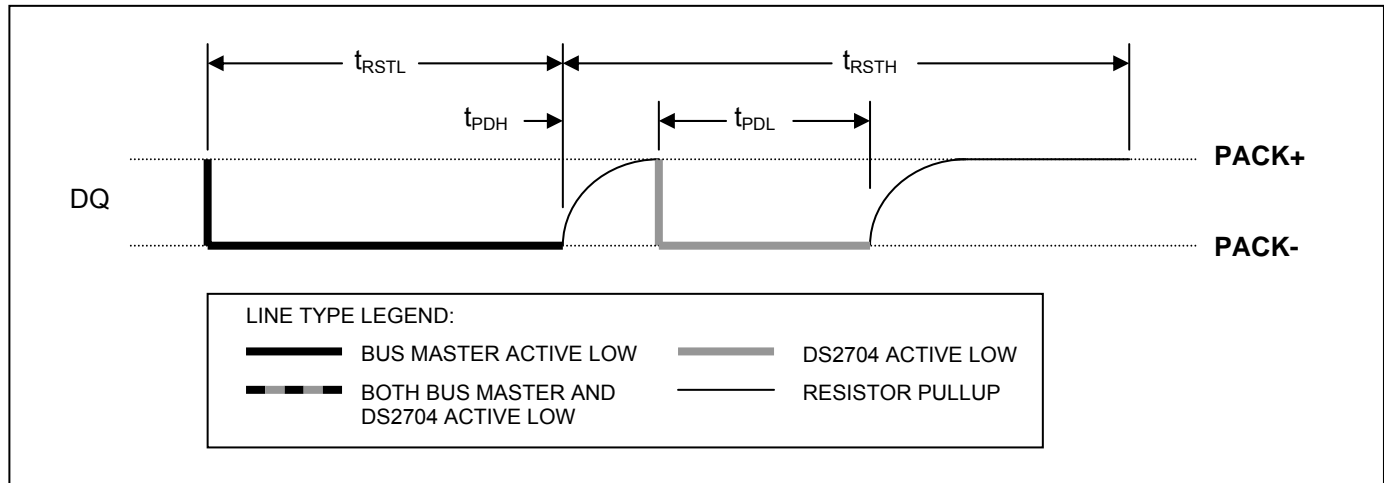 tRSTL
tRSTH
tPDH
tPDL
PACK+
DQ
PACK-
LINE TYPE LEGEND:
BUS MASTER ACTIVE LOW
DS2704 ACTIVE LOW
BOTH BUS MASTER AND
DS2704 ACTIVE LOW
RESISTOR PULLUP